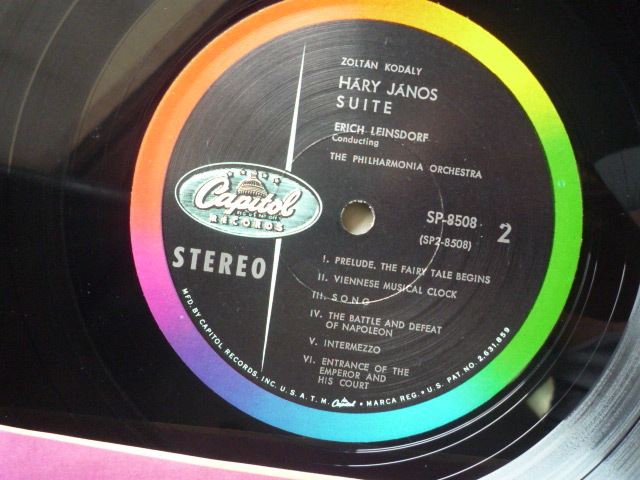 ZOLTÁN KODÁLY
HÁRY JÁNOS
SUITE
ERICH LEINSDORF
Conducting
THE PHILHARMONIA ORCHESTRA
Capitol
RECORDS
STEREO
SP-8508
(SP2-8508)
2
I. PRELUDE, THE FAIRY TALE BEGINS
II. VIENNESE MUSICAL CLOCK
III. SONG
IV. THE BATTLE AND DEFEAT
OF NAPOLEON
V. INTERMEZZO
VI. ENTRANCE OF THE
EMPEROR AND
HIS COURT
MFD. BY CAPITOL RECORDS, INC. U.S.A. T.M. Capitol • MARCA REG. • U.S. PAT. NO. 2,631,859